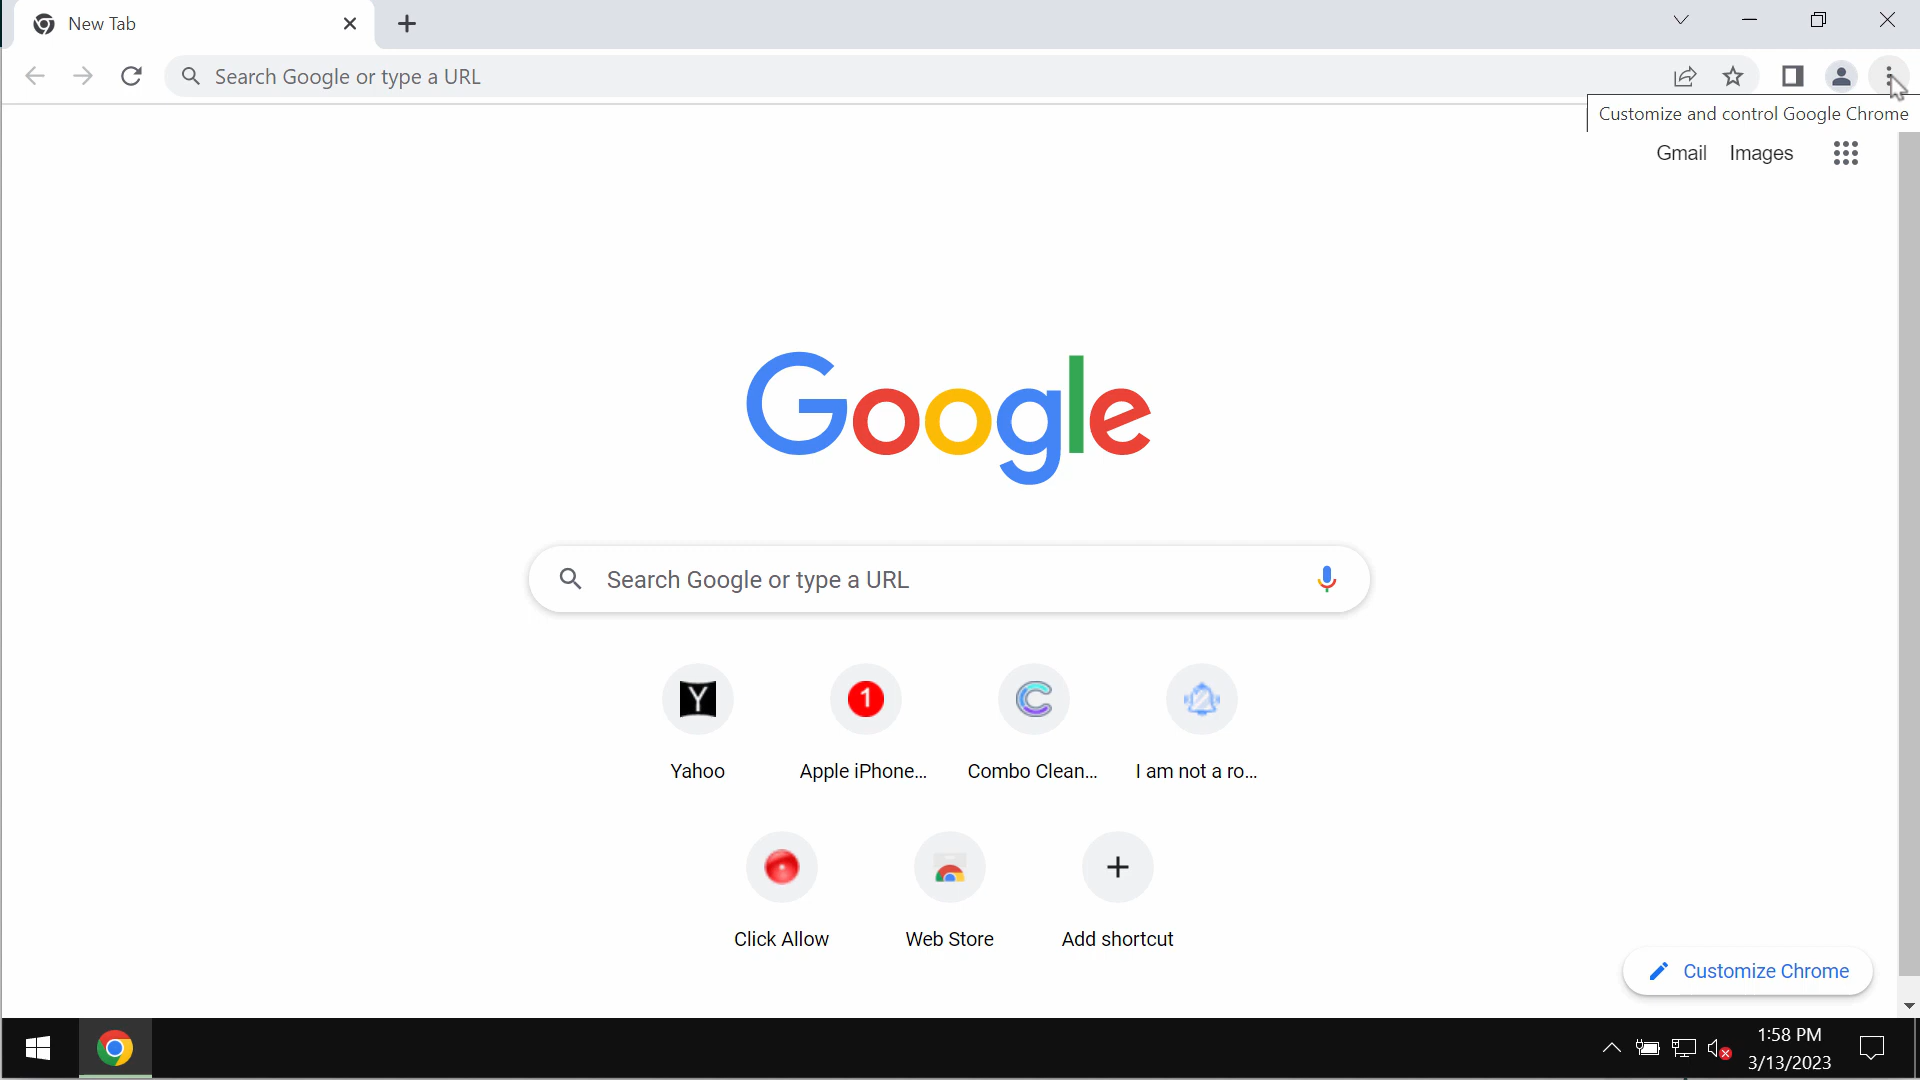 New Tab
Search Google or type a URL
Customize and control Google Chrome
Gmail Images
Google
Search Google or type a URL
Y
1
Yahoo
Apple iPhone...
Combo Clean...
I am not a ro...
Click Allow
Web Store
Add shortcut
Customize Chrome
1:58 PM
3/13/2023